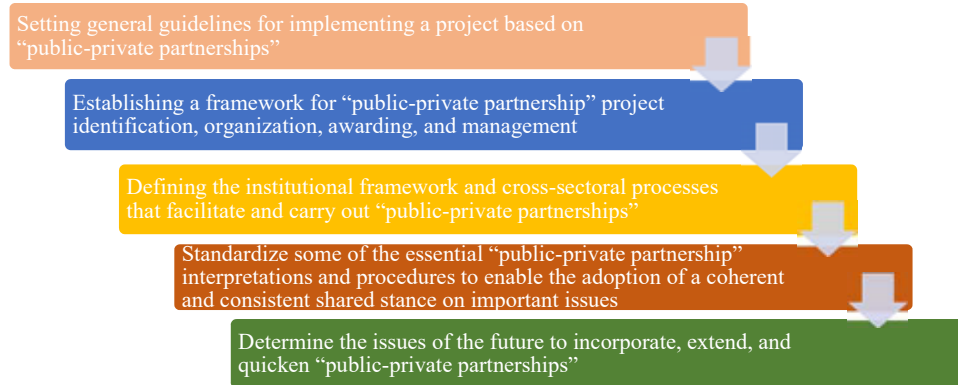 Setting general guidelines for implementing a project based on
“public-private partnerships”
Establishing a framework for “public-private partnership” project
identification, organization, awarding, and management
Defining the institutional framework and cross-sectoral processes
that facilitate and carry out “public-private partnerships”
Standardize some of the essential “public-private partnership”
interpretations and procedures to enable the adoption of a coherent
and consistent shared stance on important issues
Determine the issues of the future to incorporate, extend, and
quicken “public-private partnerships”